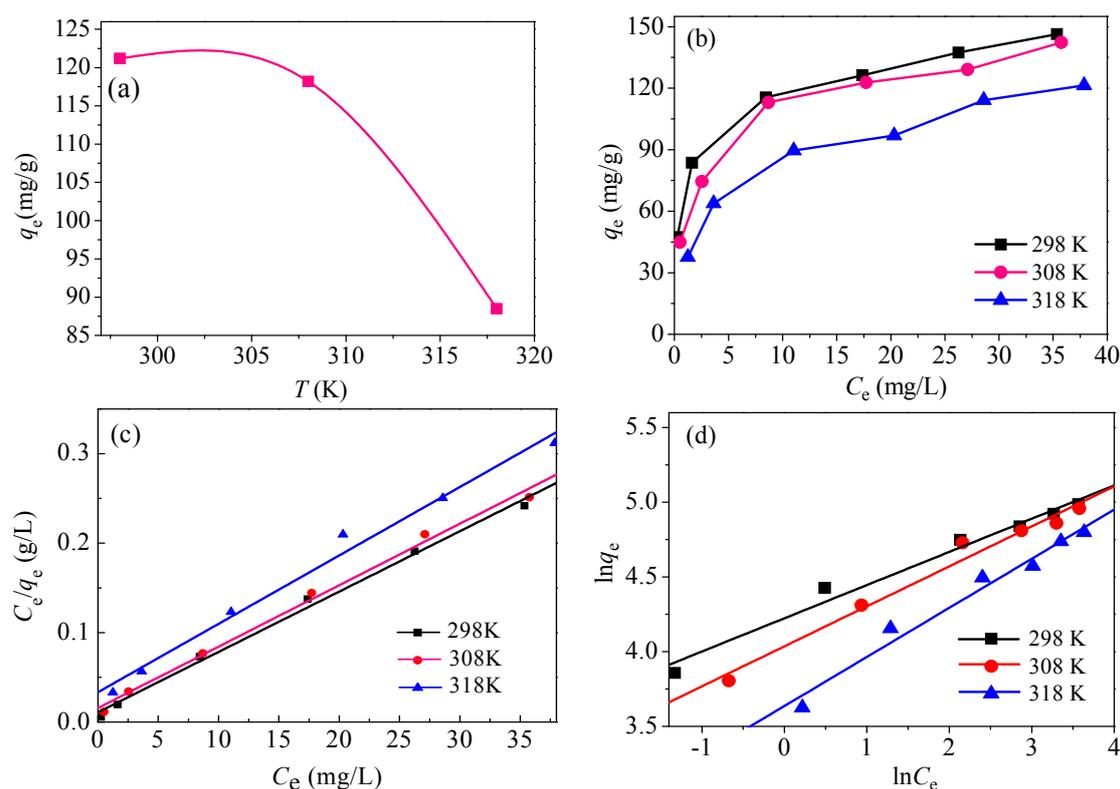 (a)
125
120
115
110
105
100
95
90
85
300 305 310 315 320
T (K)
qe(mg/g)
(b)
150
120
90
60
30
0
0 5 10 15 20 25 30 35 40
Ce (mg/L)
qe (mg/g)
298 K
308 K
318 K
(c)
0.3
0.2
0.1
0.0
0 5 10 15 20 25 30 35
Ce (mg/L)
Ce/qe (g/L)
298K
308K
318K
(d)
5.5
5.0
4.5
4.0
3.5
-1 0 1 2 3 4
lnCe
lnqe
298 K
308 K
318 K